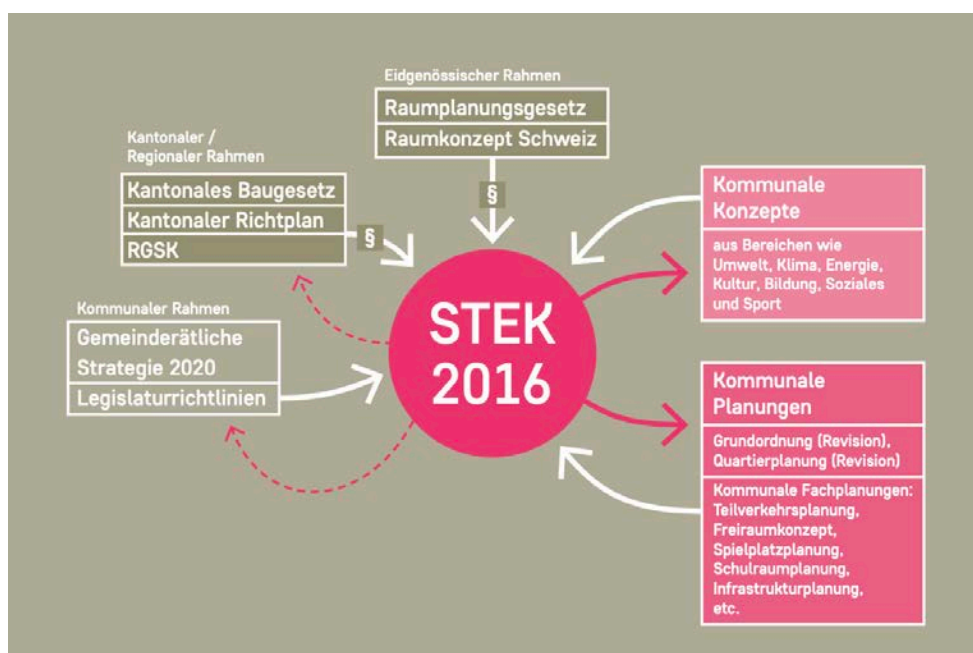 Eidgenössischer Rahmen
Raumplanungsgesetz
Raumkonzept Schweiz
§
Kantonaler /
Regionaler Rahmen
Kantonales Baugesetz
Kantonaler Richtplan
RGSK
§
Kommunaler Rahmen
Gemeinderätliche
Strategie 2020
Legislaturrichtlinien
STEK
2016
Kommunale
Konzepte
aus Bereichen wie
Umwelt, Klima, Energie,
Kultur, Bildung, Soziales
und Sport
Kommunale
Planungen
Grundordnung (Revision),
Quartierplanung (Revision)
Kommunale Fachplanungen:
Teilverkehrsplanung,
Freiraumkonzept,
Spielplatzplanung,
Schulraumplanung,
Infrastrukturplanung,
etc.